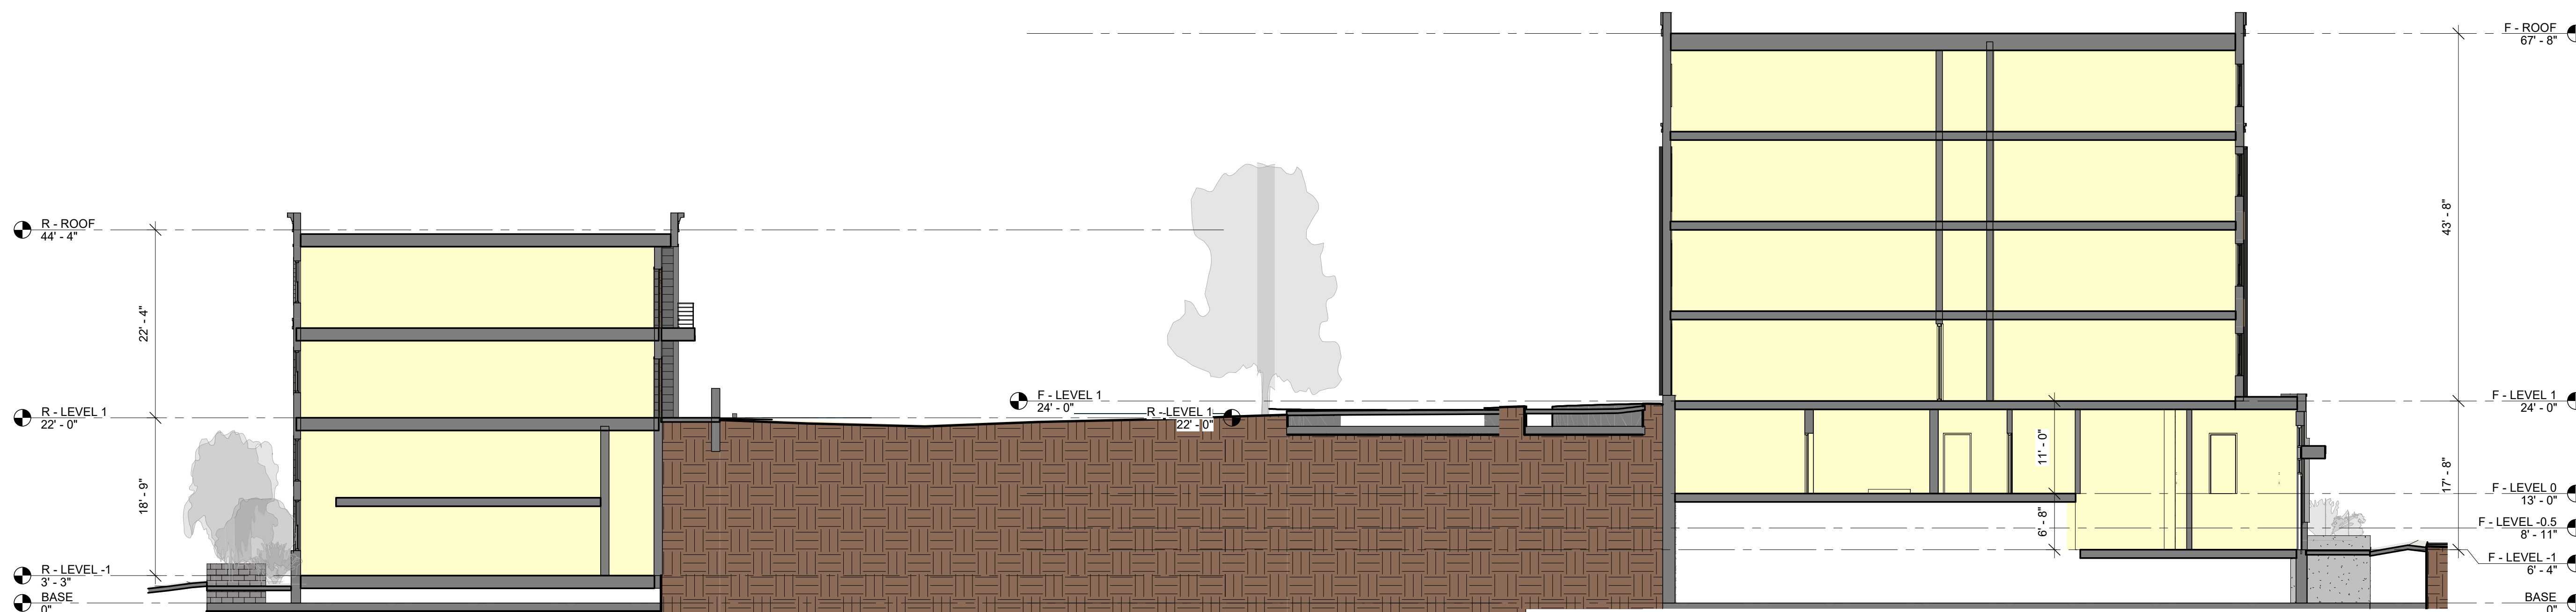 R - ROOF
44' - 4"
22' - 4"
R - LEVEL 1
22' - 0"
18' - 9"
R - LEVEL -1
3' - 3"
BASE
0"
F - LEVEL 1
24' - 0"
R - LEVEL 1
22' - 0"
11' - 0"
6' - 8"
F - ROOF
67' - 8"
43' - 8"
F - LEVEL 1
24' - 0"
17' - 8"
F - LEVEL 0
13' - 0"
F - LEVEL -0.5
8' - 11"
F - LEVEL -1
6' - 4"
BASE
0"